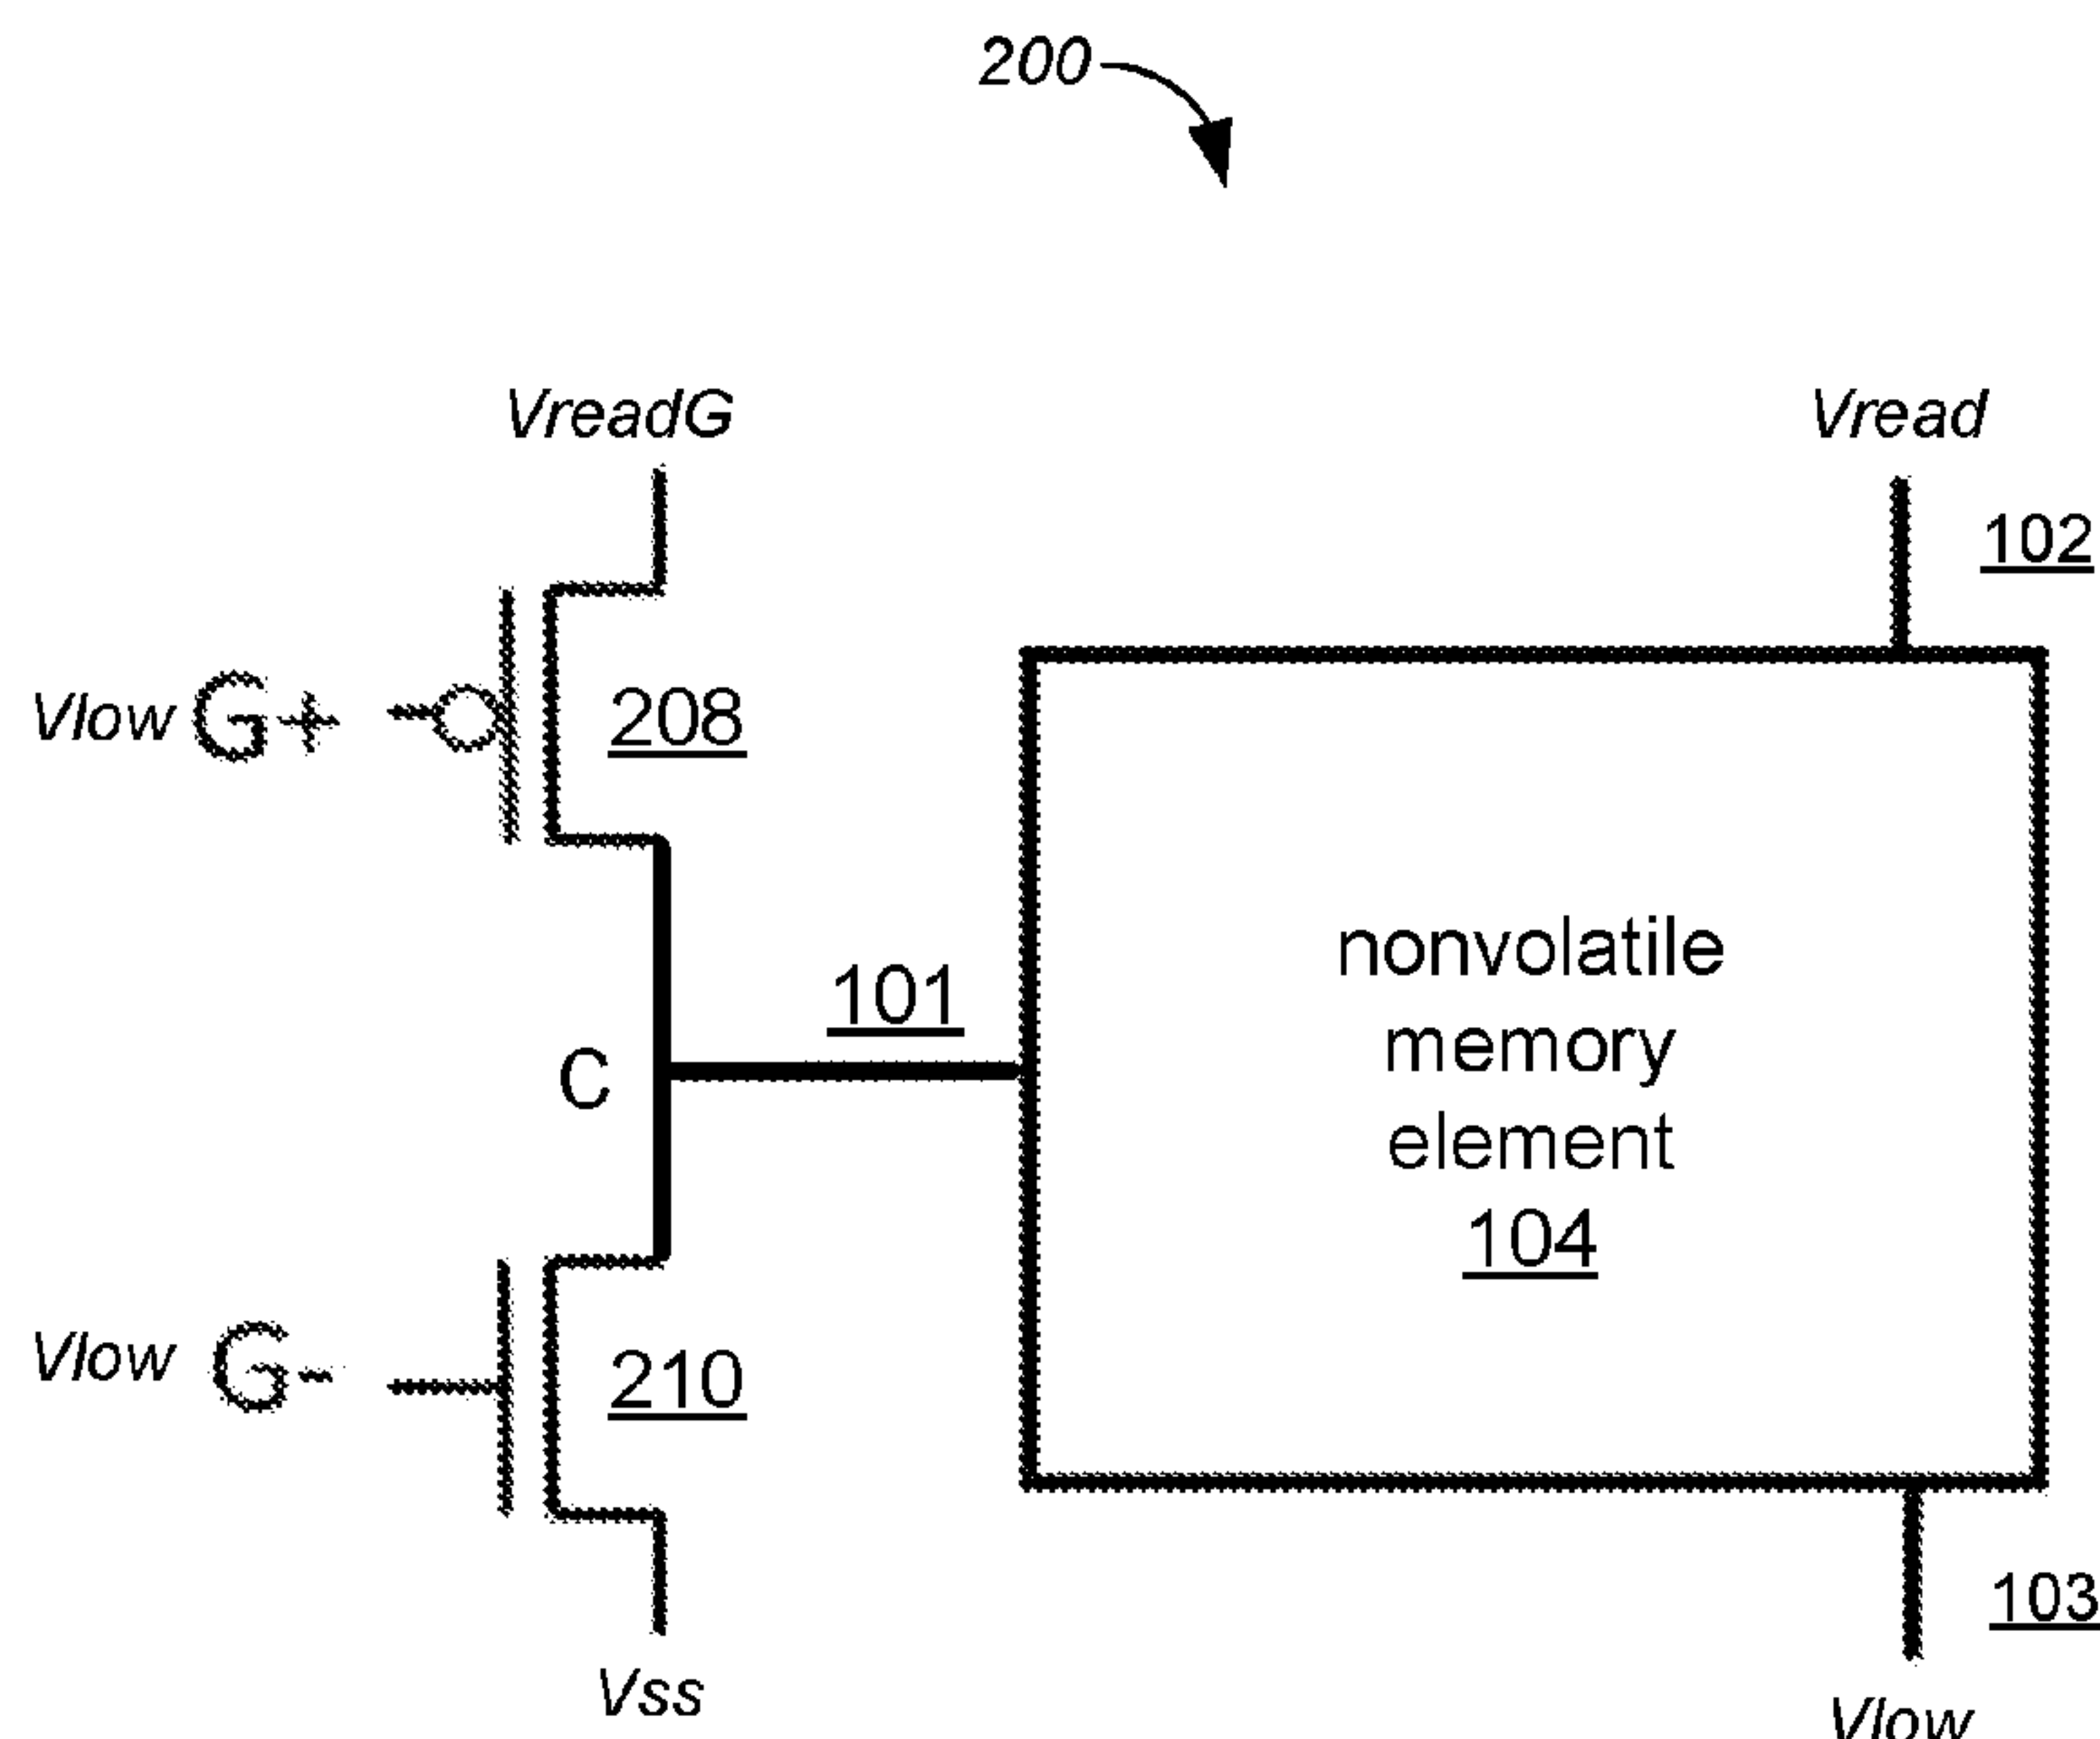 200
VreadG
Vread
102
Vlow G+
208
nonvolatile
memory
element
104
101
C
Vlow G-
210
103
Vss
Vlow